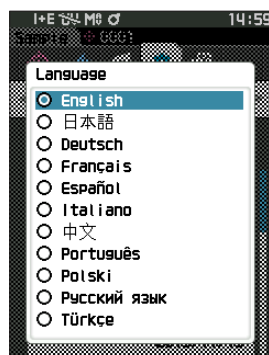 I+E M0 14:59
Sample 0001
Language
English
日本語
Deutsch
Français
Español
Italiano
中文
Português
Polski
Русский язык
Türkçe